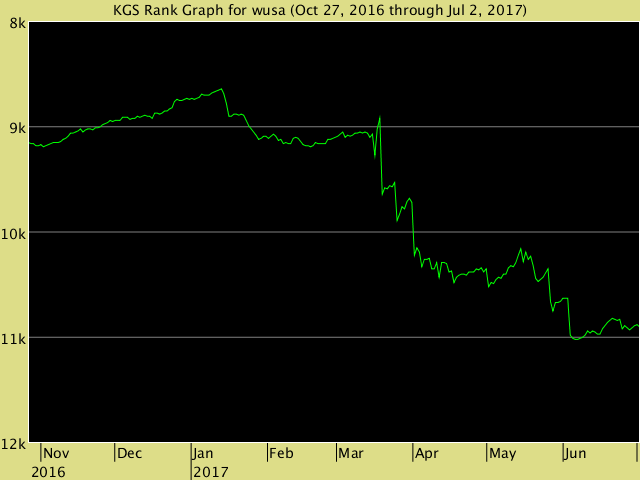 KGS Rank Graph for wusa (Oct 27, 2016 through Jul 2, 2017)
8k
9k
10k
11k
12k
Nov Dec Jan Feb Mar Apr May Jun
2016 2017